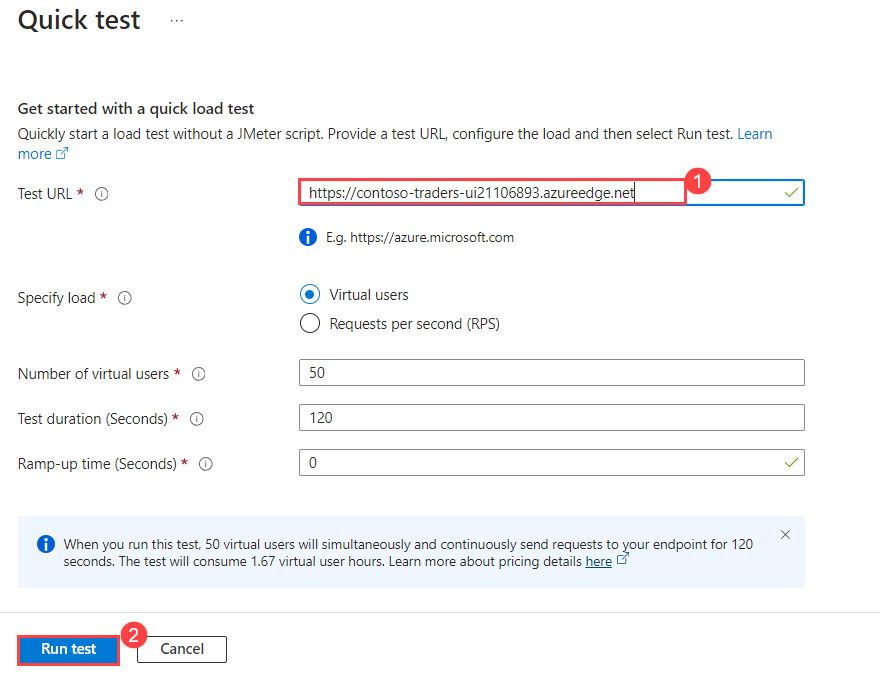 Quick test ...
Get started with a quick load test
Quickly start a load test without a JMeter script. Provide a test URL, configure the load and then select Run test. Learn
more
Test URL *
https://contoso-traders-ui21106893.azureedge.net
1
E.g. https://azure.microsoft.com
Specify load *
Virtual users
Requests per second (RPS)
Number of virtual users *
50
Test duration (Seconds) *
120
Ramp-up time (Seconds) *
0
When you run this test, 50 virtual users will simultaneously and continuously send requests to your endpoint for 120
seconds. The test will consume 1.67 virtual user hours. Learn more about pricing details here
Run test
2
Cancel